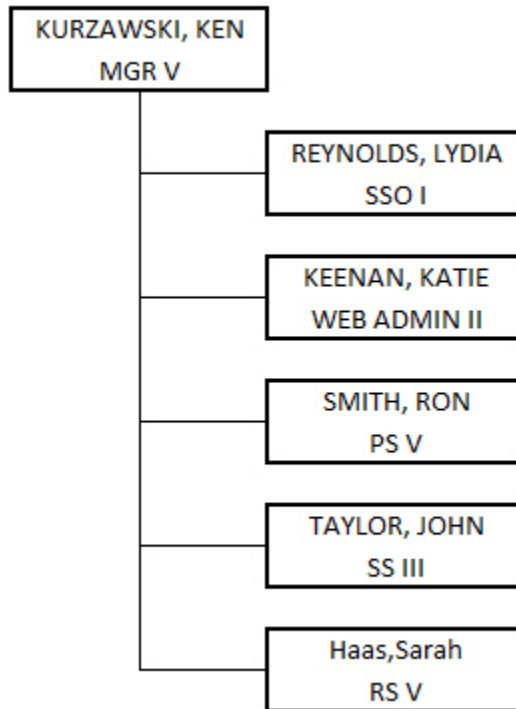 KURZAWSKI, KEN
MGR V
REYNOLDS, LYDIA
SSO I
KEENAN, KATIE
WEB ADMIN II
SMITH, RON
PS V
TAYLOR, JOHN
SS III
Haas,Sarah
RS V